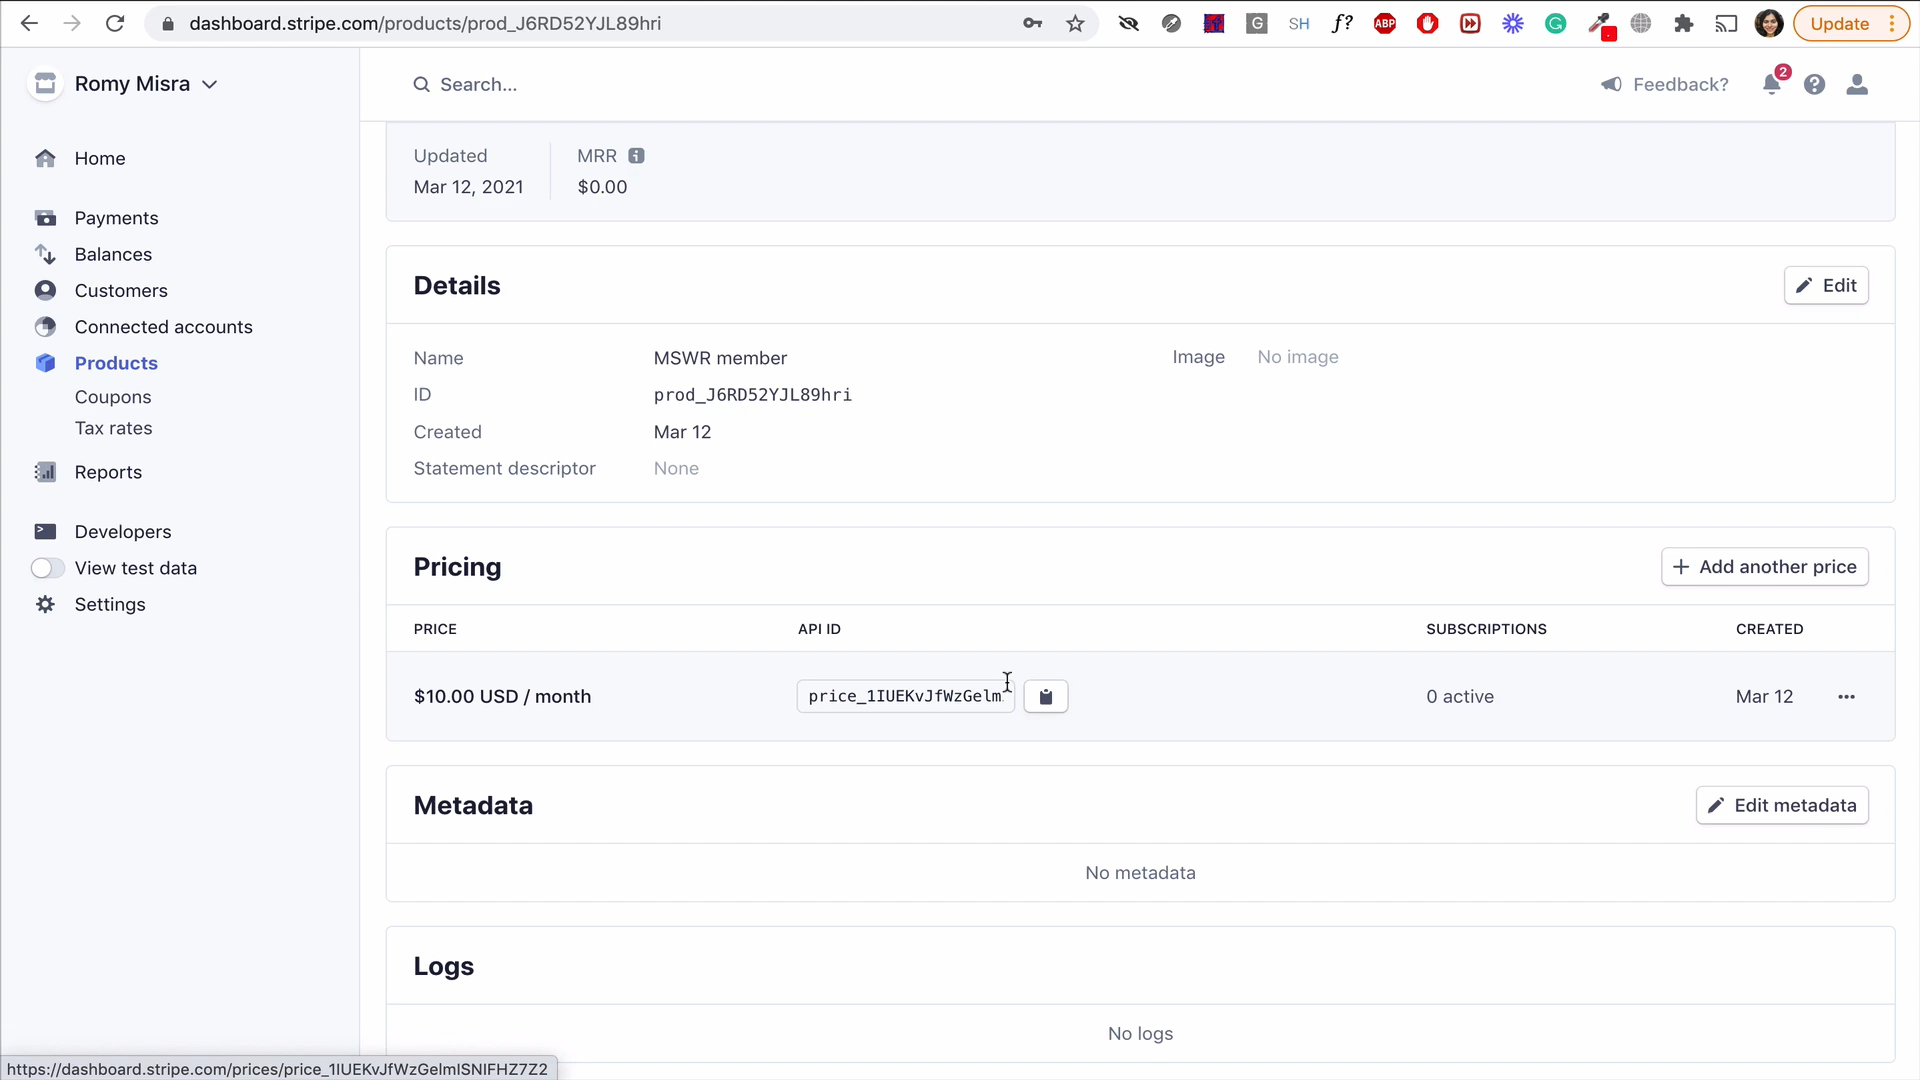 dashboard.stripe.com/products/prod_J6RD52YJL89hri
SH
f?
ABP
G
Update
Romy Misra
Search...
Feedback?
2
Home
Payments
Balances
Customers
Connected accounts
Products
Coupons
Tax rates
Reports
Developers
View test data
Settings
Updated
Mar 12, 2021
MRR
$0.00
Details
Edit
Name
MSWR member
Image
No image
ID
prod_J6RD52YJL89hri
Created
Mar 12
Statement descriptor
None
Pricing
Add another price
PRICE
API ID
SUBSCRIPTIONS
CREATED
$10.00 USD / month
price_1IUEKvJfWzGelm
0 active
Mar 12
Metadata
Edit metadata
No metadata
Logs
No logs
https://dashboard.stripe.com/prices/price_1IUEKvJfWzGelmISNIFHZ7Z2